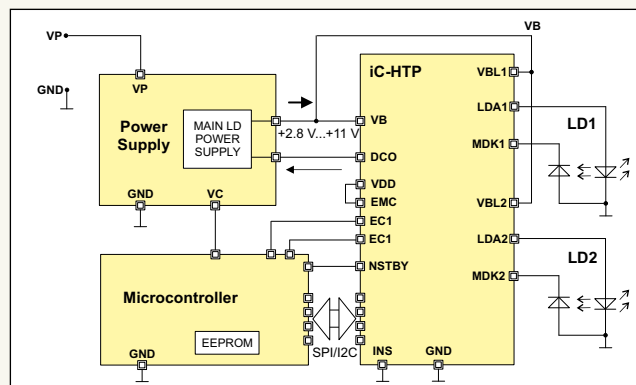 VP
VB
iC-HTP
GND
VP
Power
Supply
MAIN LD
POWER
SUPPLY
+2.8 V...+11 V
VB
DCO
VDD
EMC
EC1
EC1
NSTBY
GND
VC
VBL1
LDA1
MDK1
LD1
VBL2
LDA2
MDK2
LD2
Microcontroller
EEPROM
GND
SPI/I2C
INS
GND